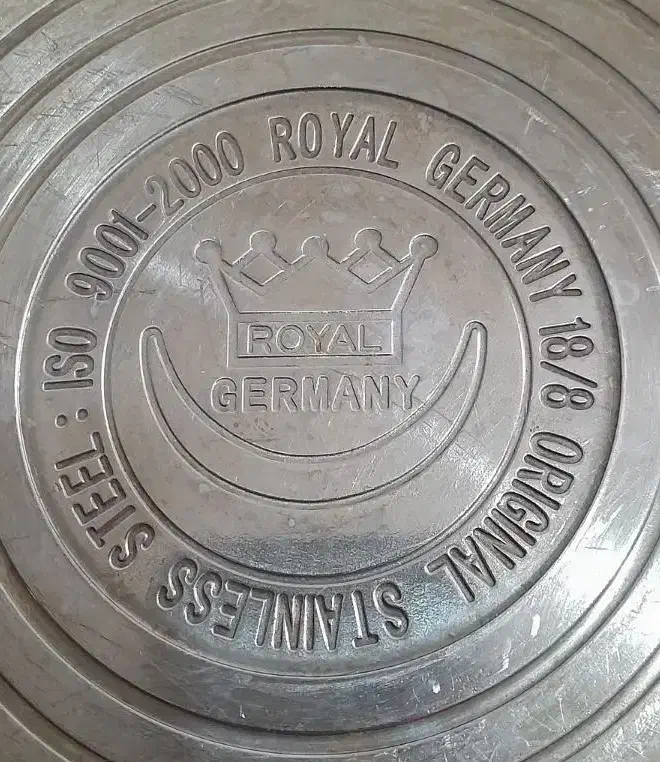 ROYAL GERMANY 18/8 ORIGINAL STAINLESS STEEL : ISO 9001-2000
ROYAL
GERMANY